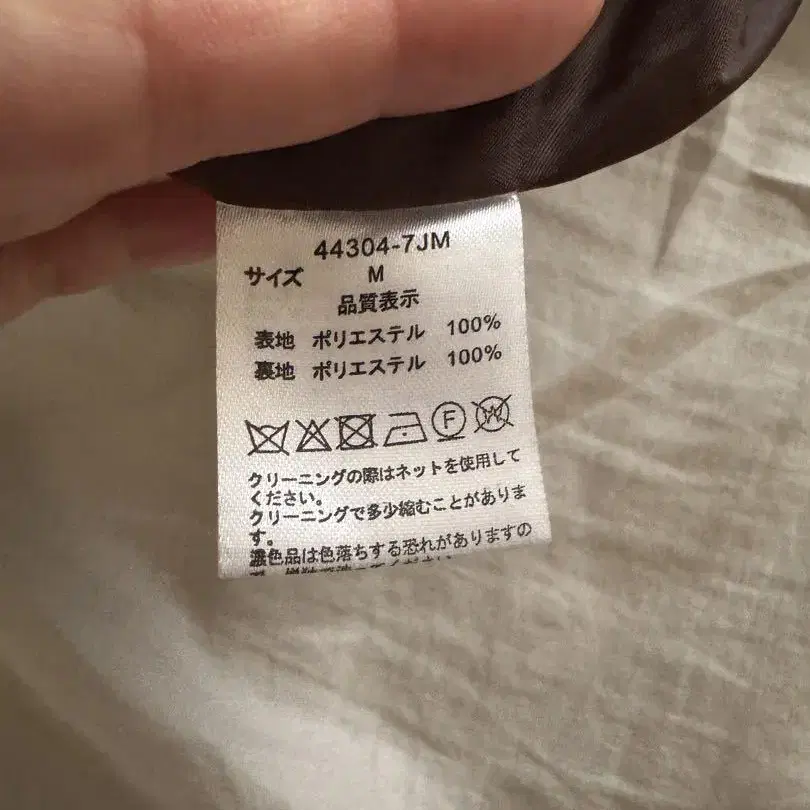 44304-7JM
サイズ M
品質表示
表地 ポリエステル 100%
裏地 ポリエステル 100%
F W
クリーニングの際はネットを使用して
ください。
クリーニングで多少縮むことがありま
す。
濃色品は色落ちする恐れがありますの